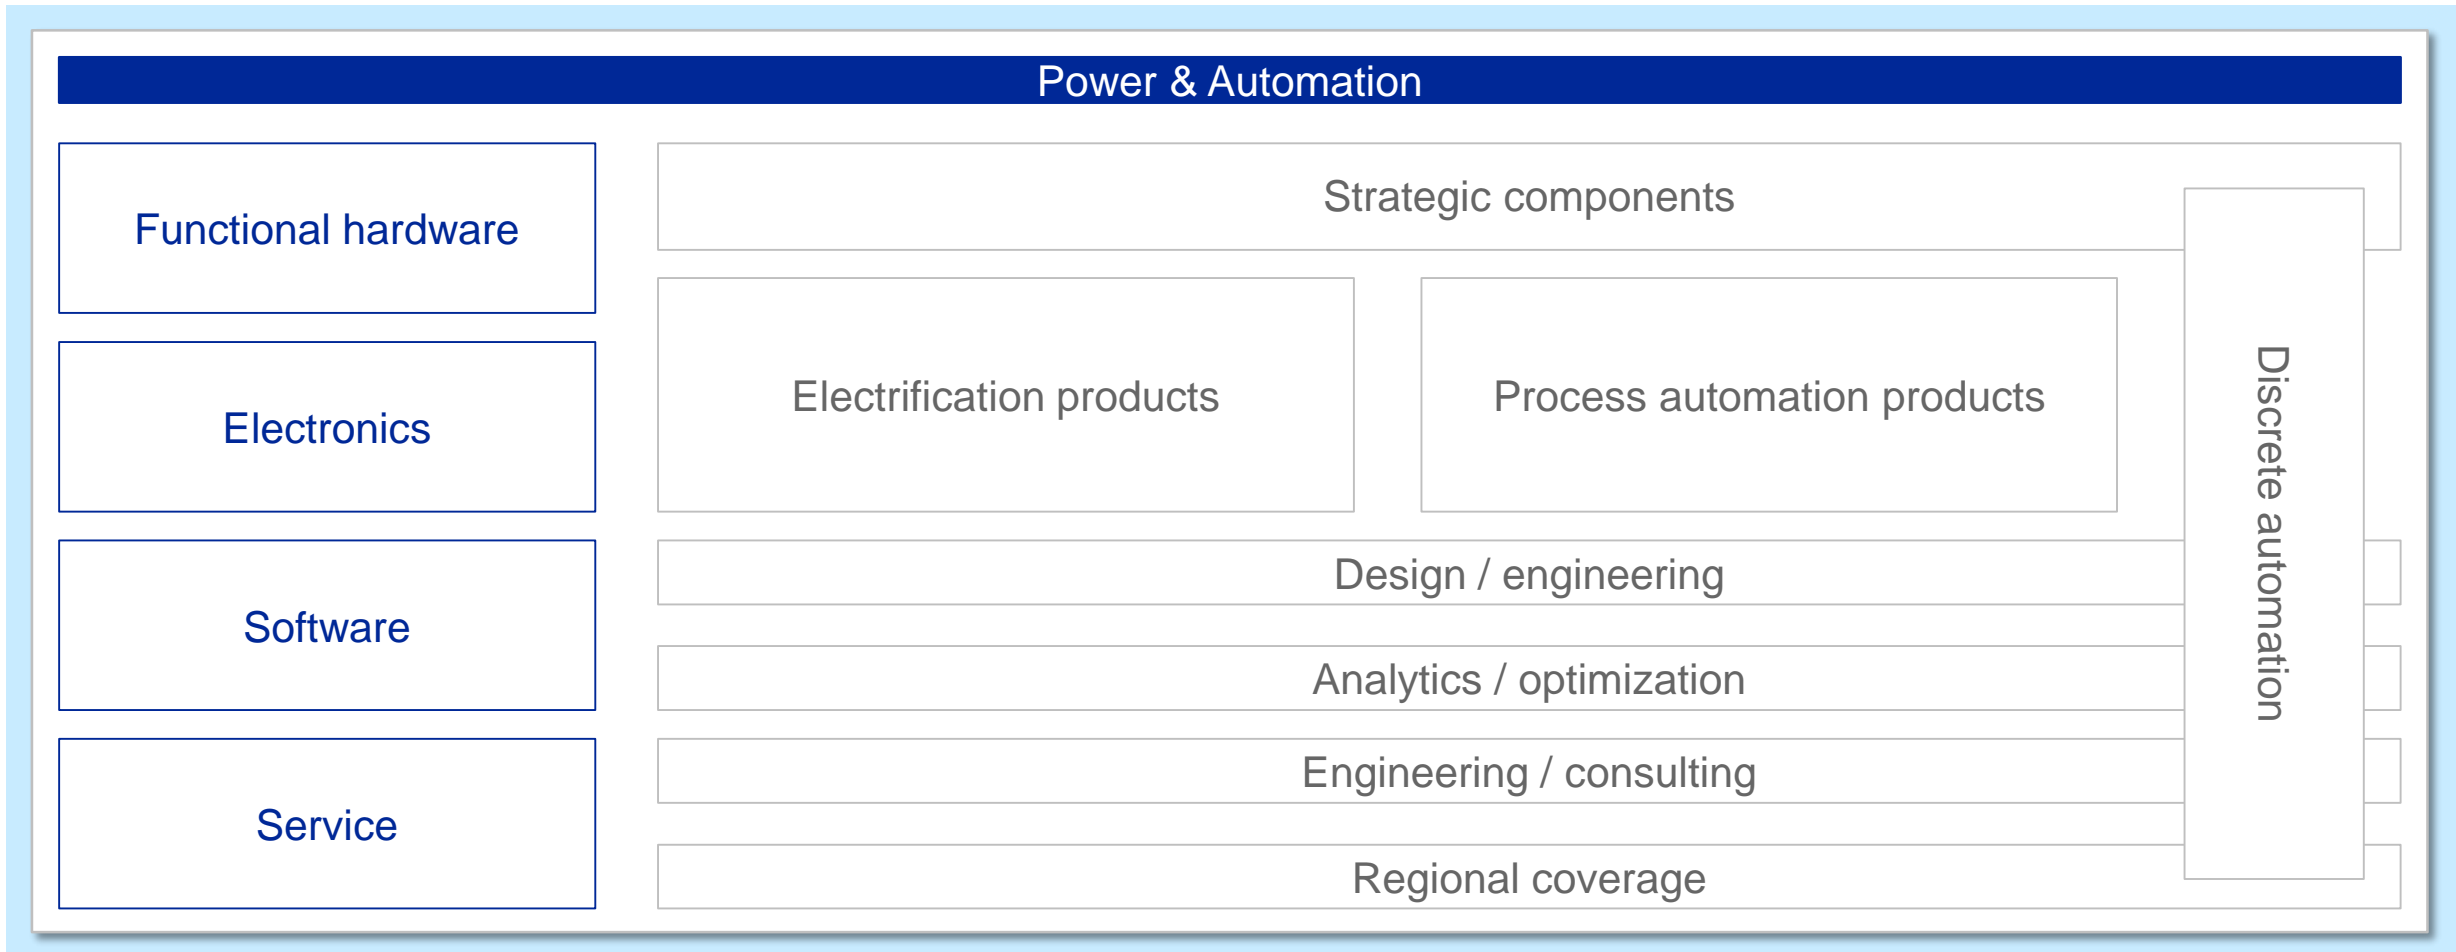 Power & Automation
Functional hardware
Electronics
Software
Service
Strategic components
Electrification products
Process automation products
Design / engineering
Analytics / optimization
Engineering / consulting
Regional coverage
Discrete automation